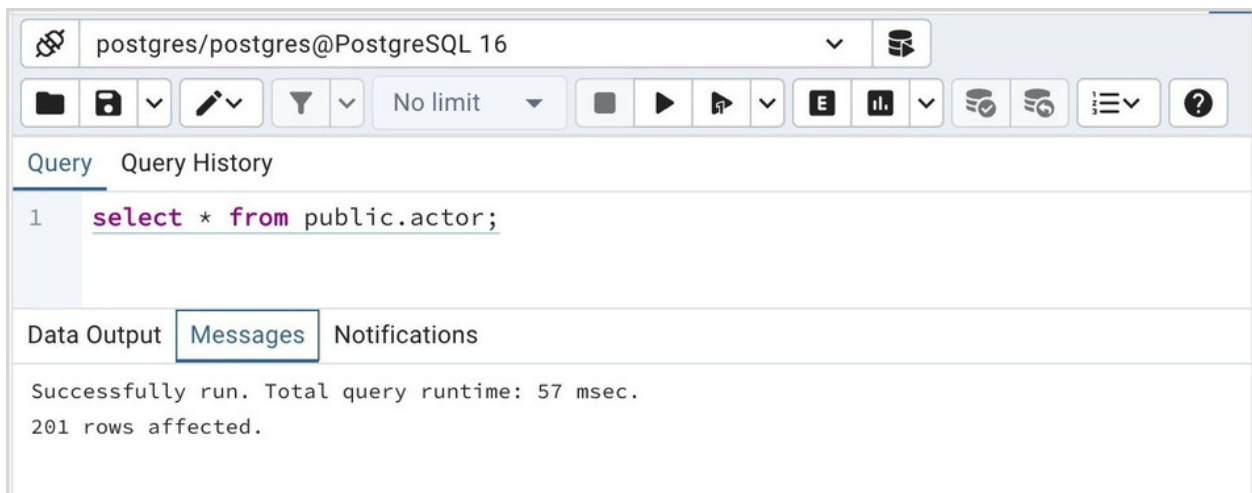 postgres/postgres@PostgreSQL 16
No limit
E
Query Query History
1 select * from public.actor;
Data Output Messages Notifications
Successfully run. Total query runtime: 57 msec.
201 rows affected.